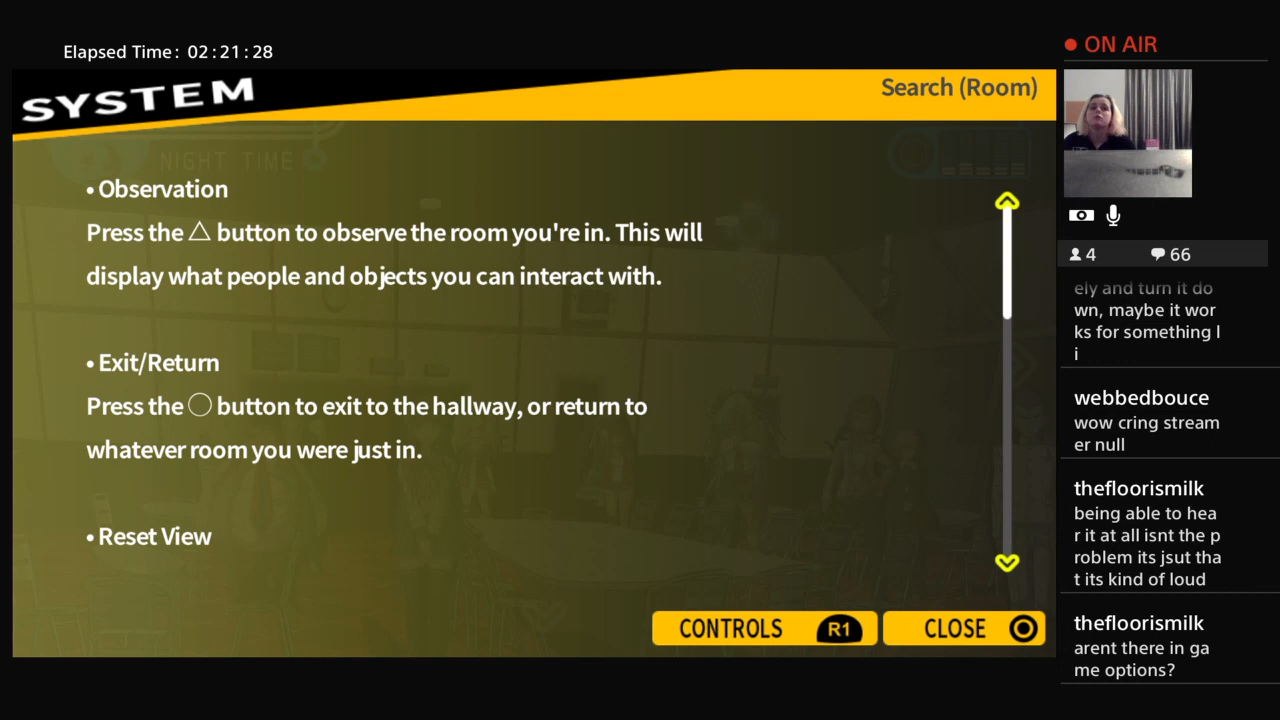 Elapsed Time: 02:21:28
SYSTEM
Search (Room)
NIGHT TIME
• Observation
Press the △ button to observe the room you're in. This will
display what people and objects you can interact with.
• Exit/Return
Press the ○ button to exit to the hallway, or return to
whatever room you were just in.
• Reset View
CONTROLS R1 CLOSE
ON AIR
4 66
ely and turn it do
wn, maybe it wor
ks for something l
i
webbedbouce
wow cring stream
er null
thefloorismilk
being able to hea
r it at all isnt the p
roblem its jsut tha
t its kind of loud
thefloorismilk
arent there in ga
me options?